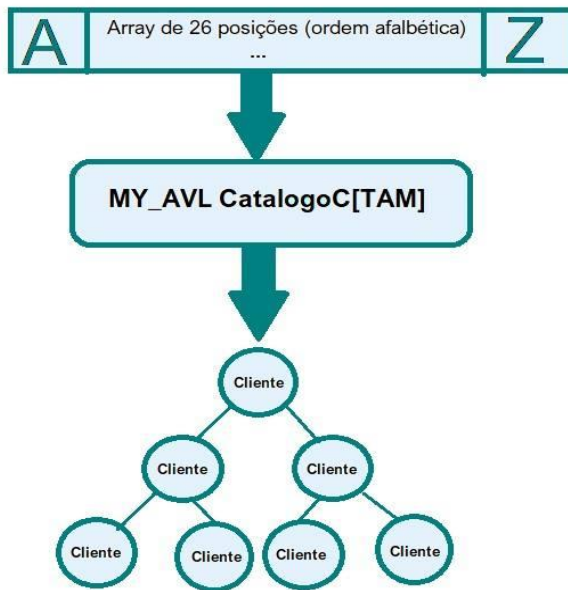 A
Array de 26 posições (ordem afalbética)
...
Z
MY_AVL CatalogoC[TAM]
Cliente
Cliente
Cliente
Cliente
Cliente
Cliente
Cliente